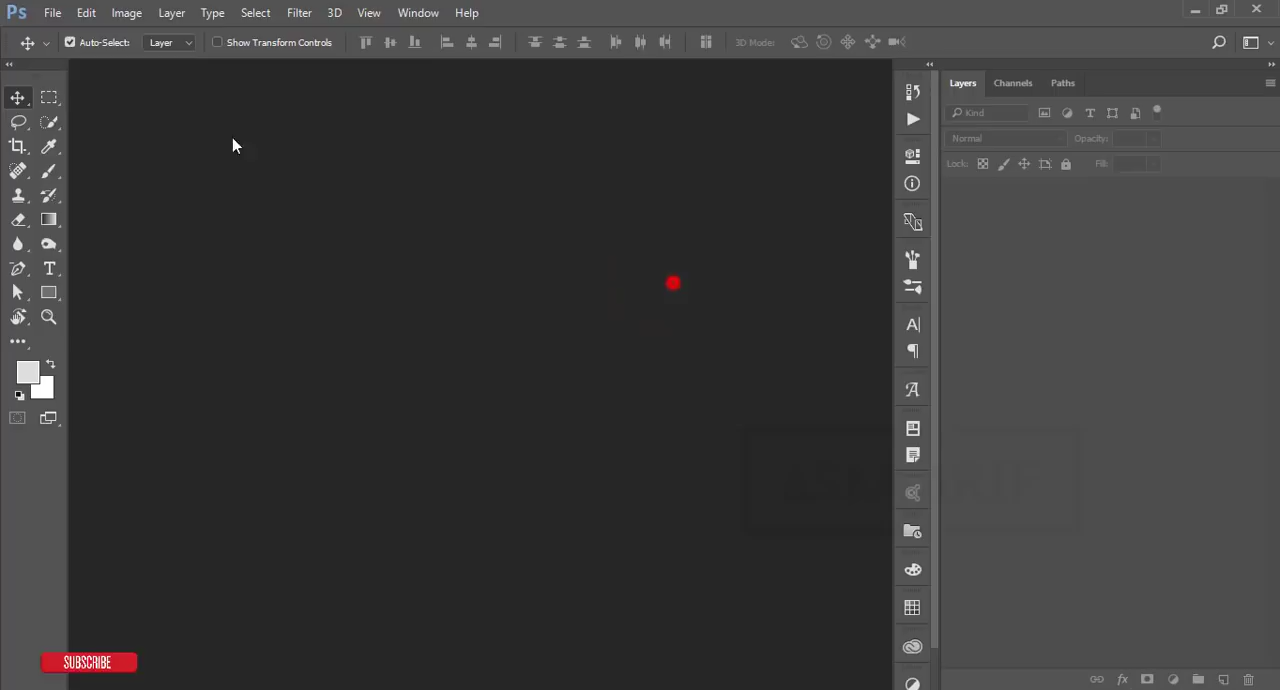 Ps File Edit Image Layer Type Select Filter 3D View Window Help
Auto-Select: Layer Show Transform Controls 3D Mode:
Layers Channels Paths
Kind
Normal Opacity:
Lock: Fill:
SUBSCRIBE